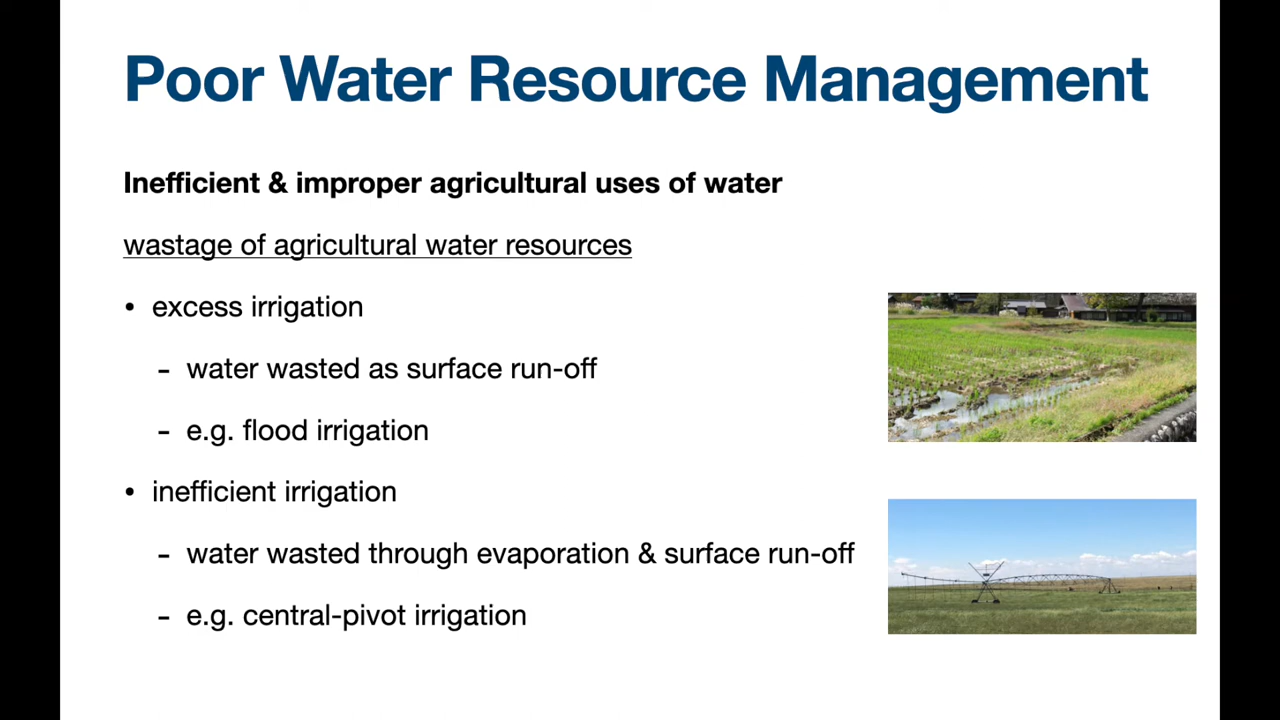 Poor Water Resource Management
Inefficient & improper agricultural uses of water
wastage of agricultural water resources
• excess irrigation
- water wasted as surface run-off
- e.g. flood irrigation
• inefficient irrigation
- water wasted through evaporation & surface run-off
- e.g. central-pivot irrigation